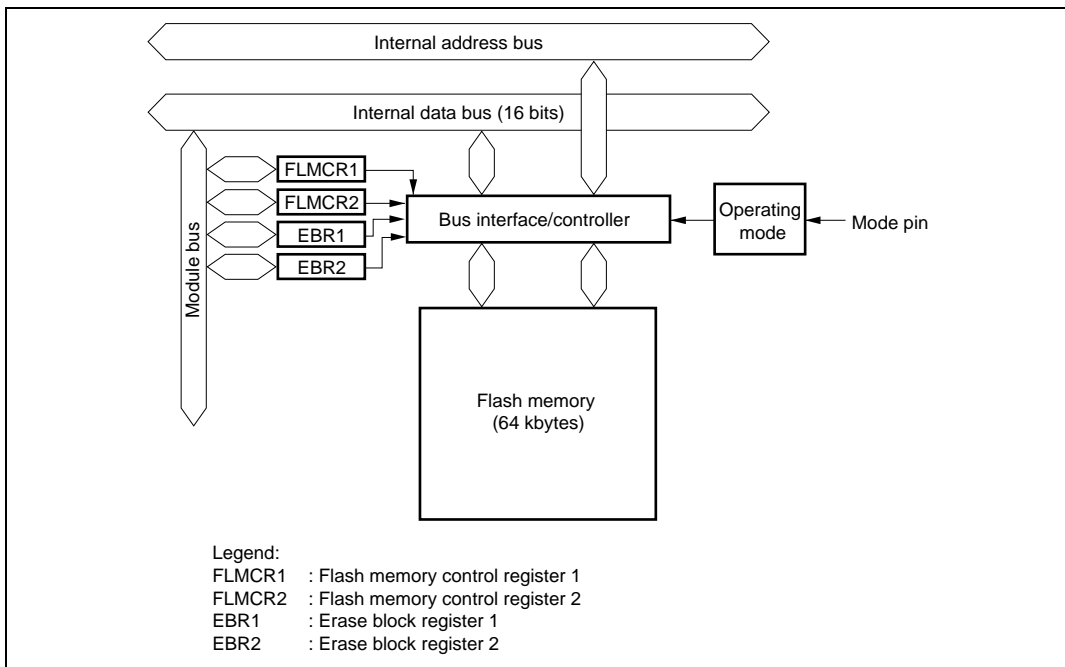 Internal address bus
Internal data bus (16 bits)
Module bus
FLMCR1
FLMCR2
EBR1
EBR2
Bus interface/controller
Operating
mode
Mode pin
Flash memory
(64 kbytes)
Legend:
FLMCR1 : Flash memory control register 1
FLMCR2 : Flash memory control register 2
EBR1 : Erase block register 1
EBR2 : Erase block register 2